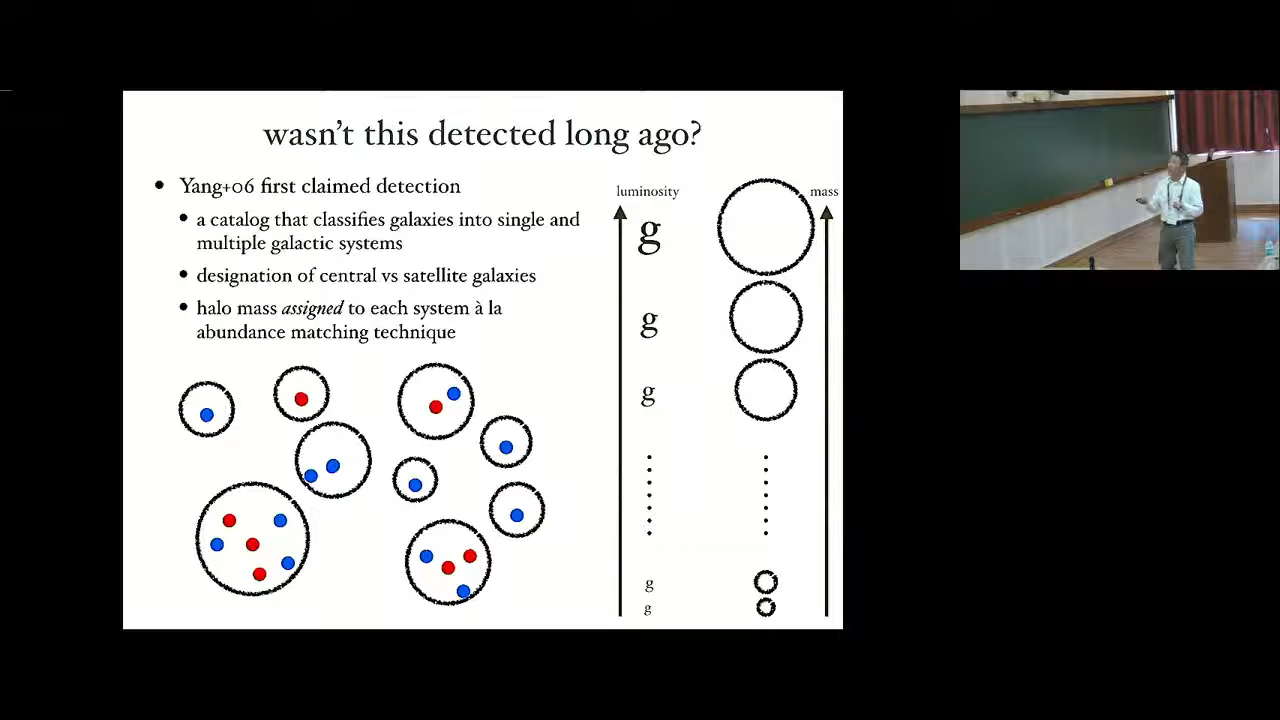 wasn't this detected long ago?
• Yang+06 first claimed detection
• a catalog that classifies galaxies into single and
multiple galactic systems
• designation of central vs satellite galaxies
• halo mass assigned to each system à la
abundance matching technique
luminosity
mass
g
g
g
g
g